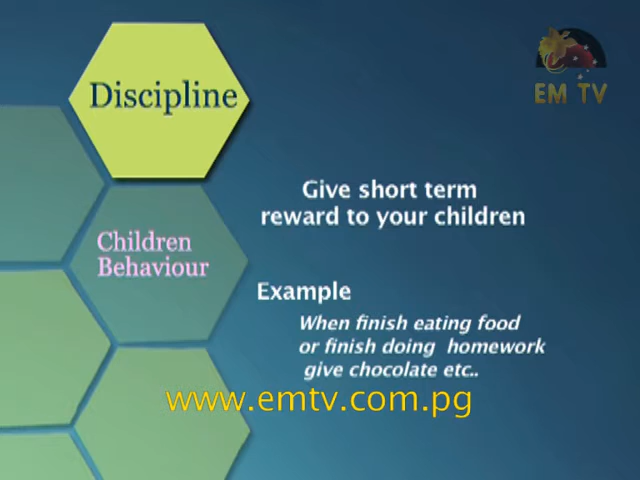 EM TV
Discipline
Give short term
reward to your children
Children
Behaviour
Example
When finish eating food
or finish doing homework
give chocolate etc..
www.emtv.com.pg